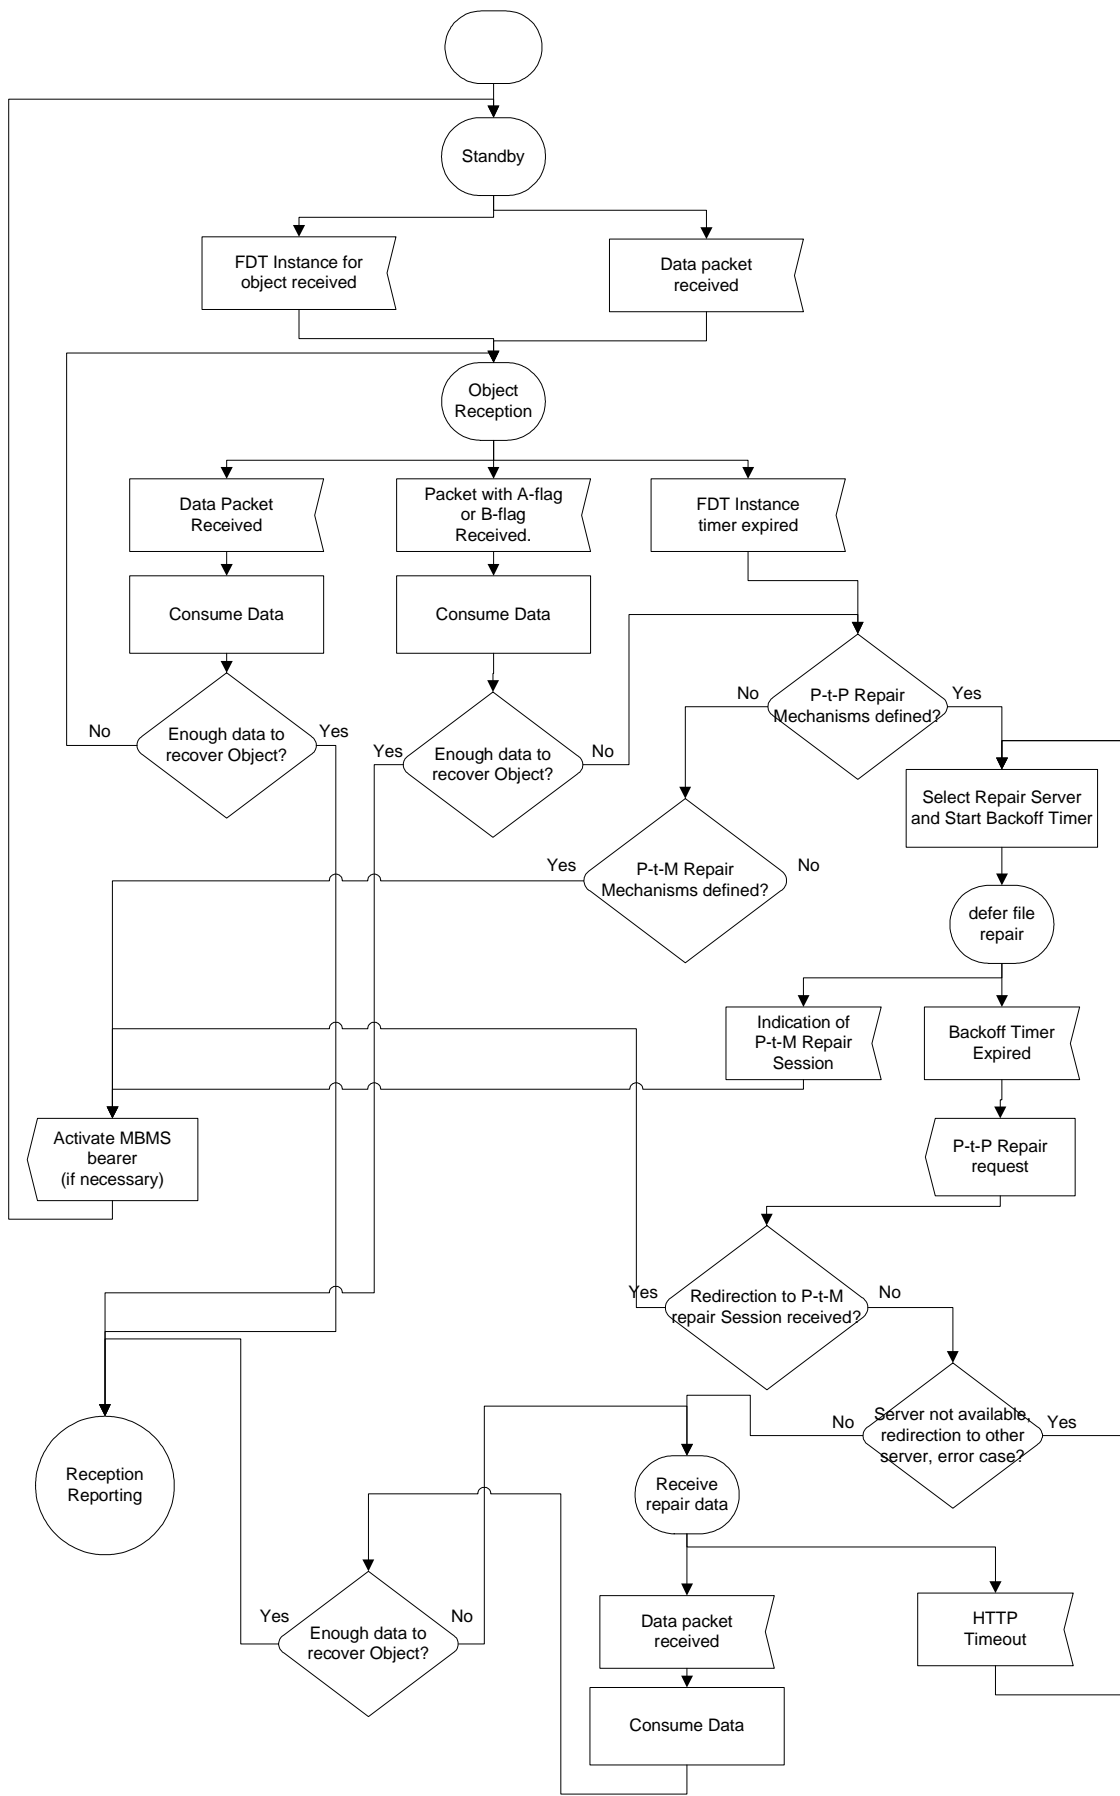 Standby
FDT Instance for
object received
Data packet
received
Object
Reception
Data Packet
Received
Packet with A-flag
or B-flag
Received.
FDT Instance
timer expired
Consume Data
Consume Data
No
Enough data to
recover Object?
Yes
Yes
Enough data to
recover Object?
No
No
P-t-P Repair
Mechanisms defined?
Yes
Select Repair Server
and Start Backoff Timer
Yes
P-t-M Repair
Mechanisms defined?
No
defer file
repair
Indication of
P-t-M Repair
Session
Backoff Timer
Expired
Activate MBMS
bearer
(if necessary)
P-t-P Repair
request
Yes
Redirection to P-t-M
repair Session received?
No
No
Server not available,
redirection to other
server, error case?
Yes
Reception
Reporting
Receive
repair data
Yes
Enough data to
recover Object?
No
Data packet
received
HTTP
Timeout
Consume Data